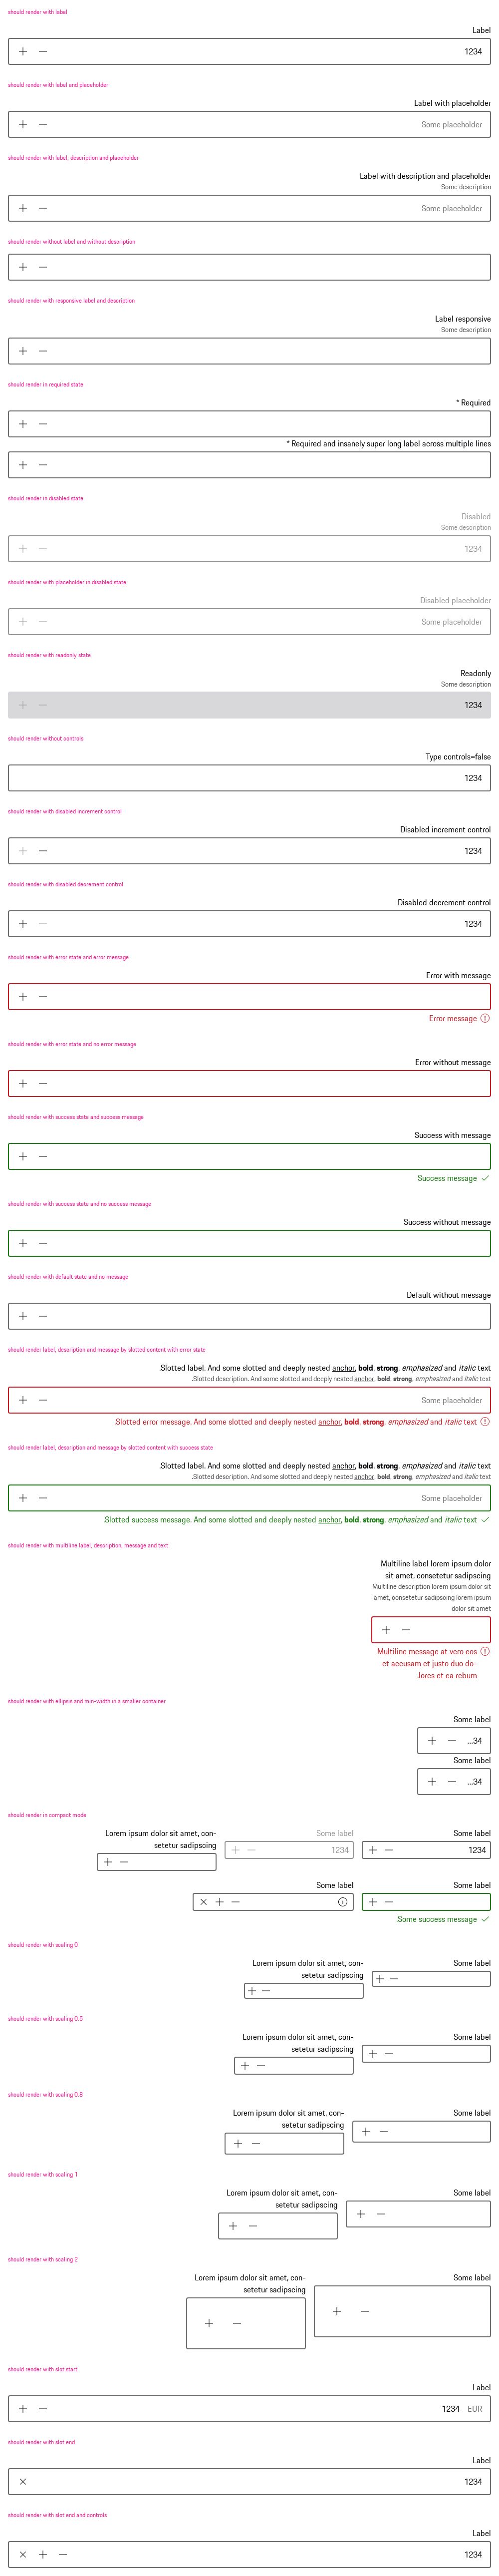 should render with label
Label
1234
should render with label and placeholder
Label with placeholder
Some placeholder
should render with label, description and placeholder
Label with description and placeholder
Some description
Some placeholder
should render without label and without description
should render with responsive label and description
Label responsive
Some description
should render in required state
* Required
* Required and insanely super long label across multiple lines
should render in disabled state
Disabled
Some description
1234
should render with placeholder in disabled state
Disabled placeholder
Some placeholder
should render with readonly state
Readonly
Some description
1234
should render without controls
Type controls=false
1234
should render with disabled increment control
Disabled increment control
1234
should render with disabled decrement control
Disabled decrement control
1234
should render with error state and error message
Error with message
Error message
should render with error state and no error message
Error without message
should render with success state and success message
Success with message
Success message
should render with success state and no success message
Success without message
should render with default state and no message
Default without message
should render label, description and message by slotted content with error state
.Slotted label. And some slotted and deeply nested anchor, bold, strong, emphasized and italic text
.Slotted description. And some slotted and deeply nested anchor, bold, strong, emphasized and italic text
Some placeholder
.Slotted error message. And some slotted and deeply nested anchor, bold, strong, emphasized and italic text
should render label, description and message by slotted content with success state
.Slotted label. And some slotted and deeply nested anchor, bold, strong, emphasized and italic text
.Slotted description. And some slotted and deeply nested anchor, bold, strong, emphasized and italic text
Some placeholder
.Slotted success message. And some slotted and deeply nested anchor, bold, strong, emphasized and italic text
should render with multiline label, description, message and text
Multiline label lorem ipsum dolor
sit amet, consetetur sadipscing
Multiline description lorem ipsum dolor sit
amet, consetetur sadipscing lorem ipsum
dolor sit amet
Multiline message at vero eos
et accusam et justo duo do-
.lores et ea rebum
should render with ellipsis and min-width in a smaller container
Some label
...34
Some label
...34
should render in compact mode
Some label
1234
Some label
1234
Lorem ipsum dolor sit amet, con-
setetur sadipscing
Some label
.Some success message
Some label
should render with scaling 0
Some label
Lorem ipsum dolor sit amet, con-
setetur sadipscing
should render with scaling 0.5
Some label
Lorem ipsum dolor sit amet, con-
setetur sadipscing
should render with scaling 0.8
Some label
Lorem ipsum dolor sit amet, con-
setetur sadipscing
should render with scaling 1
Some label
Lorem ipsum dolor sit amet, con-
setetur sadipscing
should render with scaling 2
Some label
Lorem ipsum dolor sit amet, con-
setetur sadipscing
should render with slot start
Label
1234 EUR
should render with slot end
Label
1234
should render with slot end and controls
Label
1234